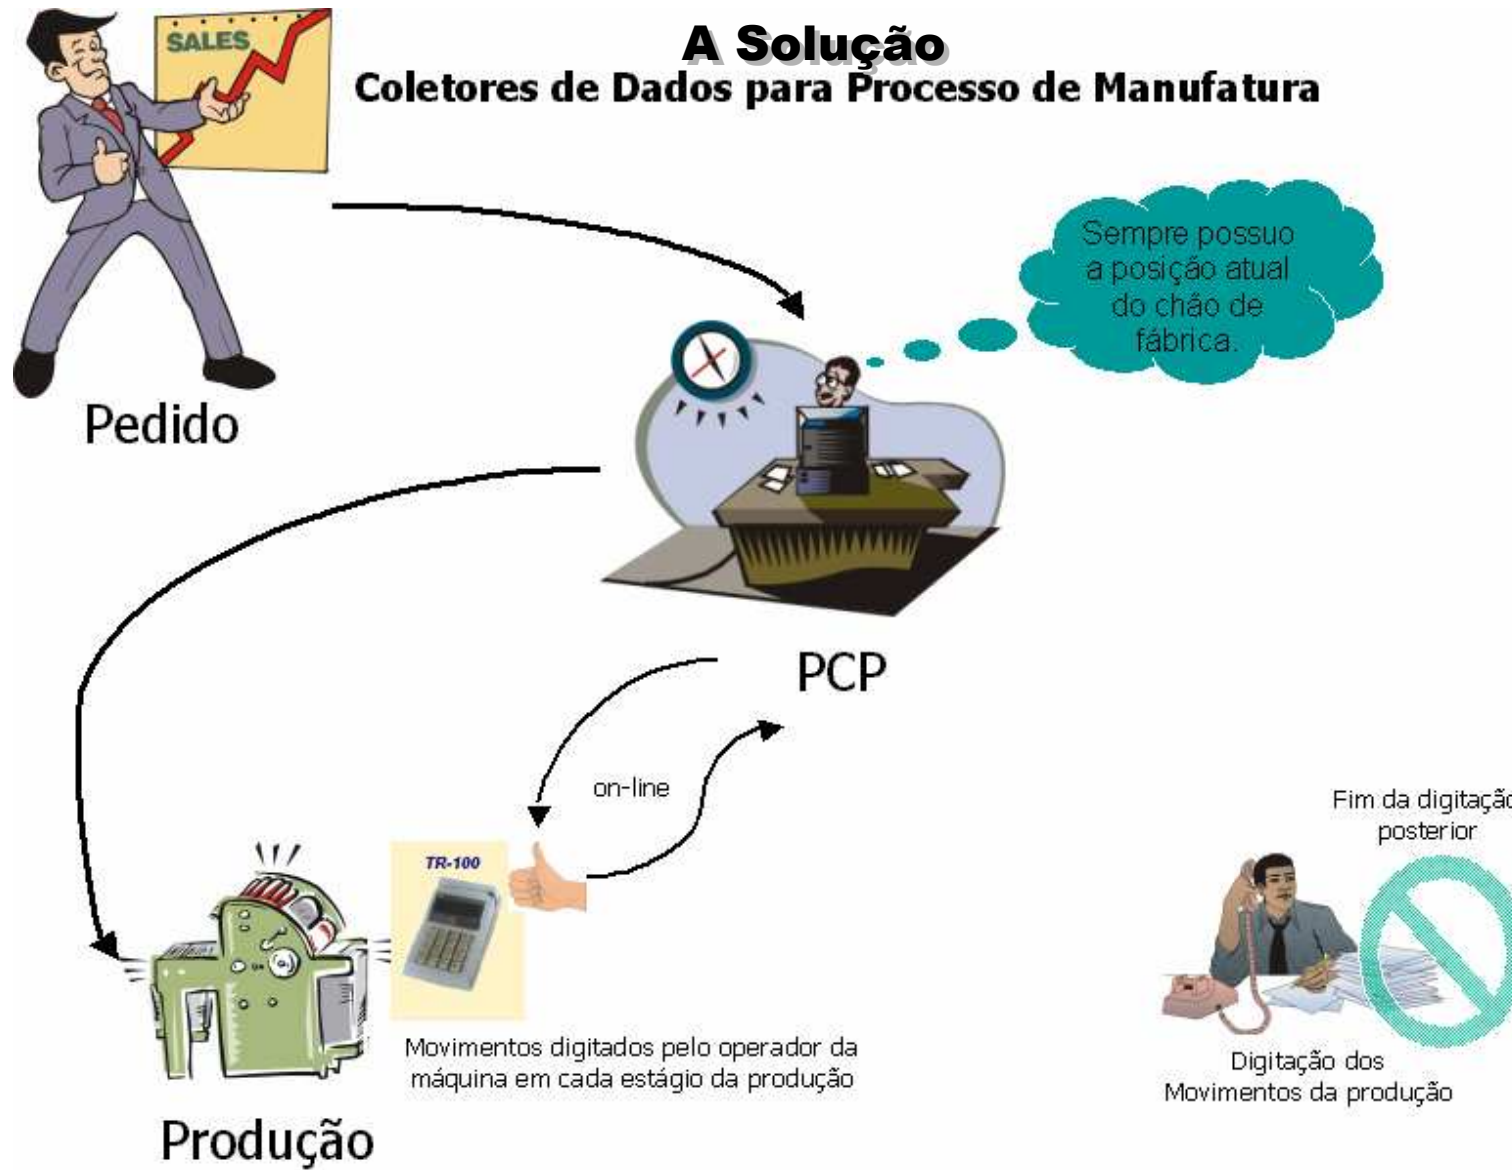 A Solução
Coletores de Dados para Processo de Manufatura
SALES
Sempre possuo
a posição atual
do chão de
fábrica.
Pedido
PCP
on-line
Fim da digitação
posterior
TR-100
Movimentos digitados pelo operador da
máquina em cada estágio da produção
Digitação dos
Movimentos da produção
Produção